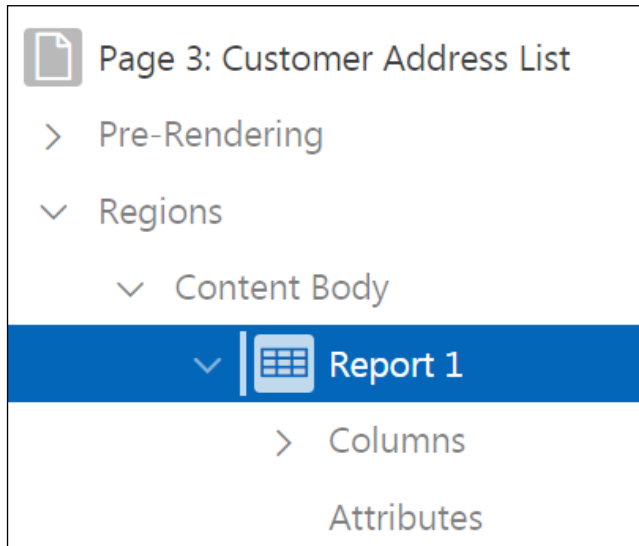 Page 3: Customer Address List
Pre-Rendering
Regions
Content Body
Report 1
Columns
Attributes